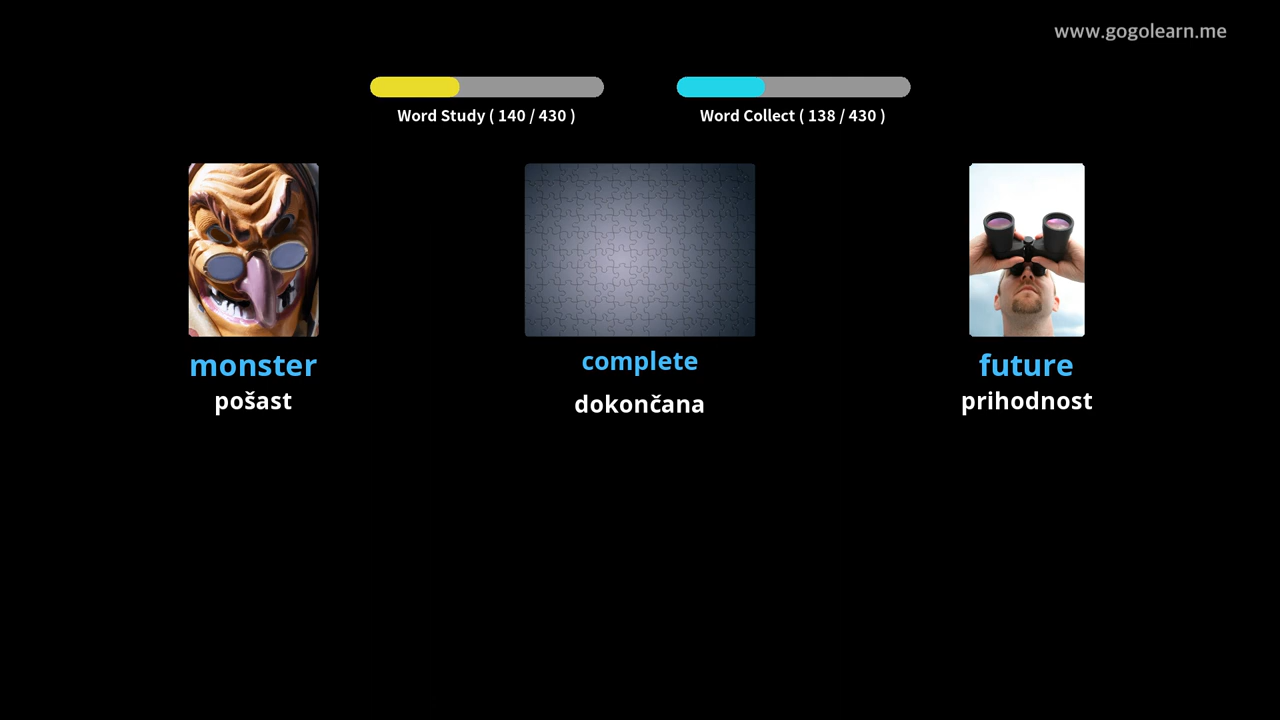 www.gogolearn.me
Word Study ( 140 / 430 )
Word Collect ( 138 / 430 )
monster
pošast
complete
dokončana
future
prihodnost